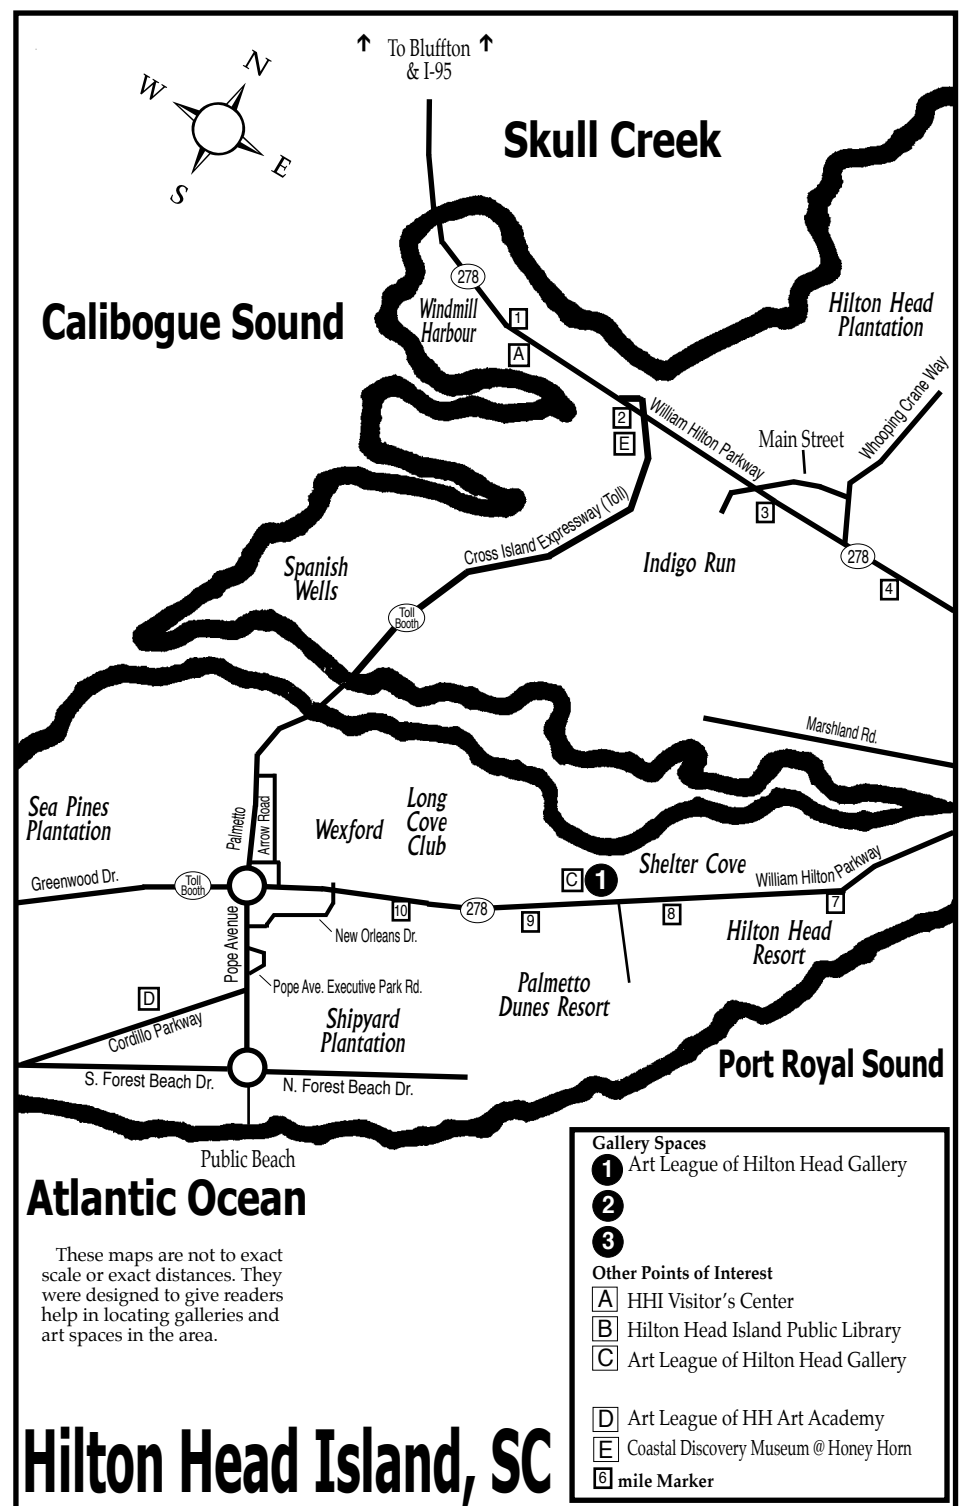 To Bluffton
& I-95
N
W
E
S
Skull Creek
278
Calibogue Sound
Windmill
Harbour
1
A
Hilton Head
Plantation
2
E
William Hilton Parkway
Main Street
Whooping Crane Way
3
Cross Island Expressway (Toll)
Indigo Run
278
4
Spanish
Wells
Toll
Booth
Marshland Rd.
Sea Pines
Plantation
Palmetto
Arrow Road
Wexford
Long
Cove
Club
Shelter Cove
C
1
William Hilton Parkway
Greenwood Dr.
Toll
Booth
10
278
9
8
7
New Orleans Dr.
Pope Avenue
Hilton Head
Resort
Pope Ave. Executive Park Rd.
Palmetto
Dunes Resort
D
Cordillo Parkway
Shipyard
Plantation
Port Royal Sound
S. Forest Beach Dr.
N. Forest Beach Dr.
Public Beach
Atlantic Ocean
These maps are not to exact
scale or exact distances. They
were designed to give readers
help in locating galleries and
art spaces in the area.
Hilton Head Island, SC
Gallery Spaces
1 Art League of Hilton Head Gallery
2
3
Other Points of Interest
A HHI Visitor's Center
B Hilton Head Island Public Library
C Art League of Hilton Head Gallery
D Art League of HH Art Academy
E Coastal Discovery Museum @ Honey Horn
6 mile Marker